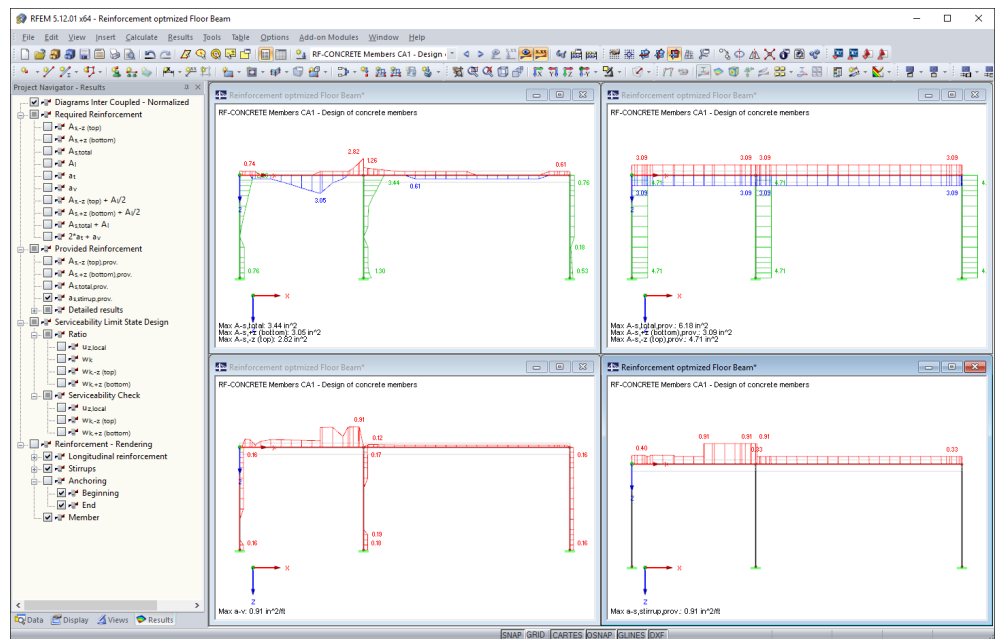 RFEM 5.12.01 x64 - Reinforcement optmized Floor Beam
File Edit View Insert Calculate Results Tools Table Options Add-on Modules Window Help
RF-CONCRETE Members CA1 - Design
Project Navigator - Results
Diagrams Inter Coupled - Normalized
Required Reinforcement
As,-z (top)
As,+z (bottom)
As,total
Al
at
av
As,-z (top) + Al/2
As,+z (bottom) + Al/2
As,total + Al
2*at + av
Provided Reinforcement
As,-z (top),prov.
As,+z (bottom),prov.
As,total,prov.
as,stirrup,prov.
Detailed results
Serviceability Limit State Design
Ratio
uz,local
wk
wk,-z (top)
wk,+z (bottom)
Serviceability Check
uz,local
wk,-z (top)
wk,+z (bottom)
Reinforcement - Rendering
Longitudinal reinforcement
Stirrups
Anchoring
Beginning
End
Member
Data Display Views Results
Reinforcement optmized Floor Beam*
RF-CONCRETE Members CA1 - Design of concrete members
2.82
0.74 1.26 0.61
3.44 0.61 0.76
3.05
0.18
0.76 1.30 0.53
X
Z
Max A-s,total: 3.44 in^2
Max A-s,+z (bottom): 3.05 in^2
Max A-s,-z (top): 2.82 in^2
Reinforcement optmized Floor Beam*
RF-CONCRETE Members CA1 - Design of concrete members
3.09 3.09 3.09 3.09
4.71 4.71 4.
3.09 3.09 3.09 3.09
4.71 4.71 4.
X
Z
Max A-s,total,prov.: 6.18 in^2
Max A-s,+z (bottom),prov.: 3.09 in^2
Max A-s,-z (top),prov.: 4.71 in^2
Reinforcement optmized Floor Beam*
RF-CONCRETE Members CA1 - Design of concrete members
0.91
0.12
0.16 0.17 0.16
0.19
0.16 0.18 0.16
X
Z
Max a-v: 0.91 in^2/ft
Reinforcement optmized Floor Beam*
RF-CONCRETE Members CA1 - Design of concrete members
0.91 0.91 0.91
0.40 0.33 0.33
X
Z
Max a-s,stirrup,prov.: 0.91 in^2/ft
SNAP GRID CARTES OSNAP GLINES DXF